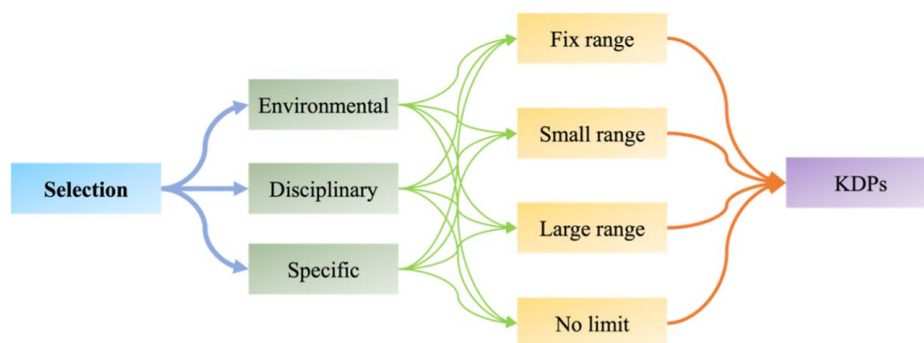 Selection
Environmental
Disciplinary
Specific
Fix range
Small range
Large range
No limit
KDPs